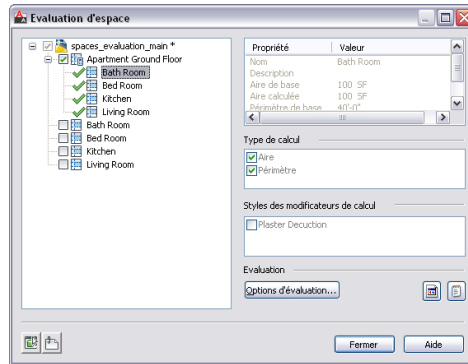 Evaluation d'espace
spaces_evaluation_main *
Apartment Ground Floor
Bath Room
Bed Room
Kitchen
Living Room
Bath Room
Bed Room
Kitchen
Living Room
Propriété Valeur
Nom Bath Room
Description
Aire de base 100 SF
Aire calculée 100 SF
Périmètre de base 40'-0"
Type de calcul
Aire
Périmètre
Styles des modificateurs de calcul
Plaster Decuction
Evaluation
Options d'évaluation...
Fermer Aide